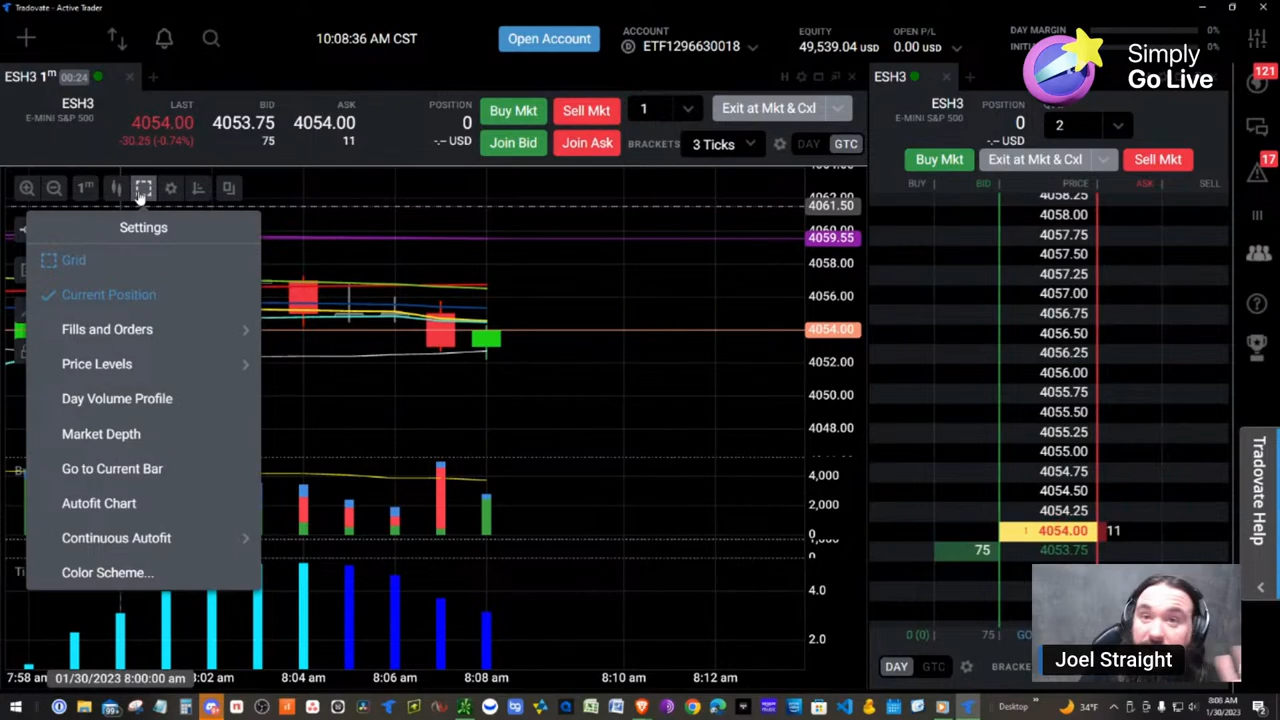 Tradovate - Active Trader
10:08:36 AM CST
Open Account
ACCOUNT
ETF1296630018
EQUITY
49,539.04 USD
OPEN P/L
0.00 USD
DAY MARGIN
0%
0%
Simply
Go Live
121
17
ESH3 1m 00:24
ESH3
E-MINI S&P 500
LAST
4054.00
-30.25 (-0.74%)
BID
4053.75
75
ASK
4054.00
11
POSITION
0
-.-- USD
Buy Mkt
Sell Mkt
1
Exit at Mkt & Cxl
Join Bid
Join Ask
BRACKETS
3 Ticks
DAY
GTC
ESH3
ESH3
E-MINI S&P 500
POSITION
0
-.-- USD
2
Buy Mkt
Exit at Mkt & Cxl
Sell Mkt
BUY
BID
PRICE
ASK
SELL
1m
Settings
Grid
Current Position
Fills and Orders
Price Levels
Day Volume Profile
Market Depth
Go to Current Bar
Autofit Chart
Continuous Autofit
Color Scheme...
4062.00
4061.50
4059.55
4058.00
4056.00
4054.00
4052.00
4050.00
4048.00
4,000
2,000
0
0
4.0
2.0
7:58 am
01/30/2023 8:00:00 am
8:02 am
8:04 am
8:06 am
8:08 am
8:10 am
8:12 am
4058.25
4058.00
4057.75
4057.50
4057.25
4057.00
4056.75
4056.50
4056.25
4056.00
4055.75
4055.50
4055.25
4055.00
4054.75
4054.50
4054.25
4054.00
11
75
4053.75
0 (0)
75
DAY
GTC
Tradovate Help
Joel Straight
99+
Desktop
34°F
8:08 AM
1/30/2023